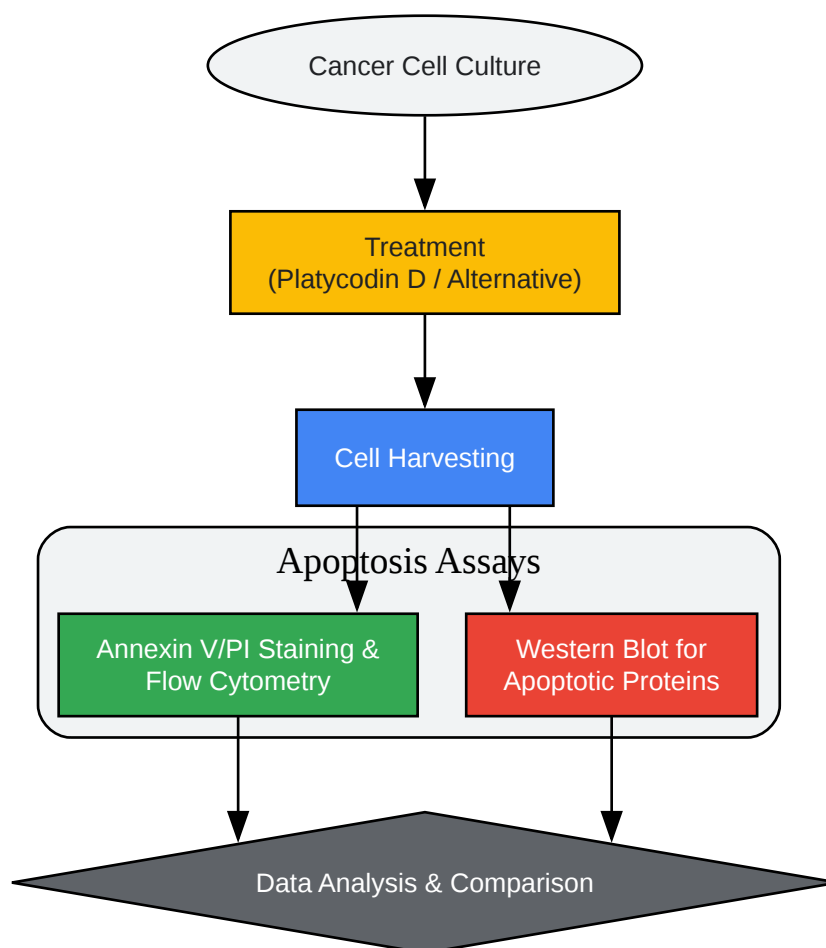 Cancer Cell Culture
Treatment
(Platycodin D / Alternative)
Cell Harvesting
Apoptosis Assays
Annexin V/PI Staining &
Flow Cytometry
Western Blot for
Apoptotic Proteins
Data Analysis & Comparison